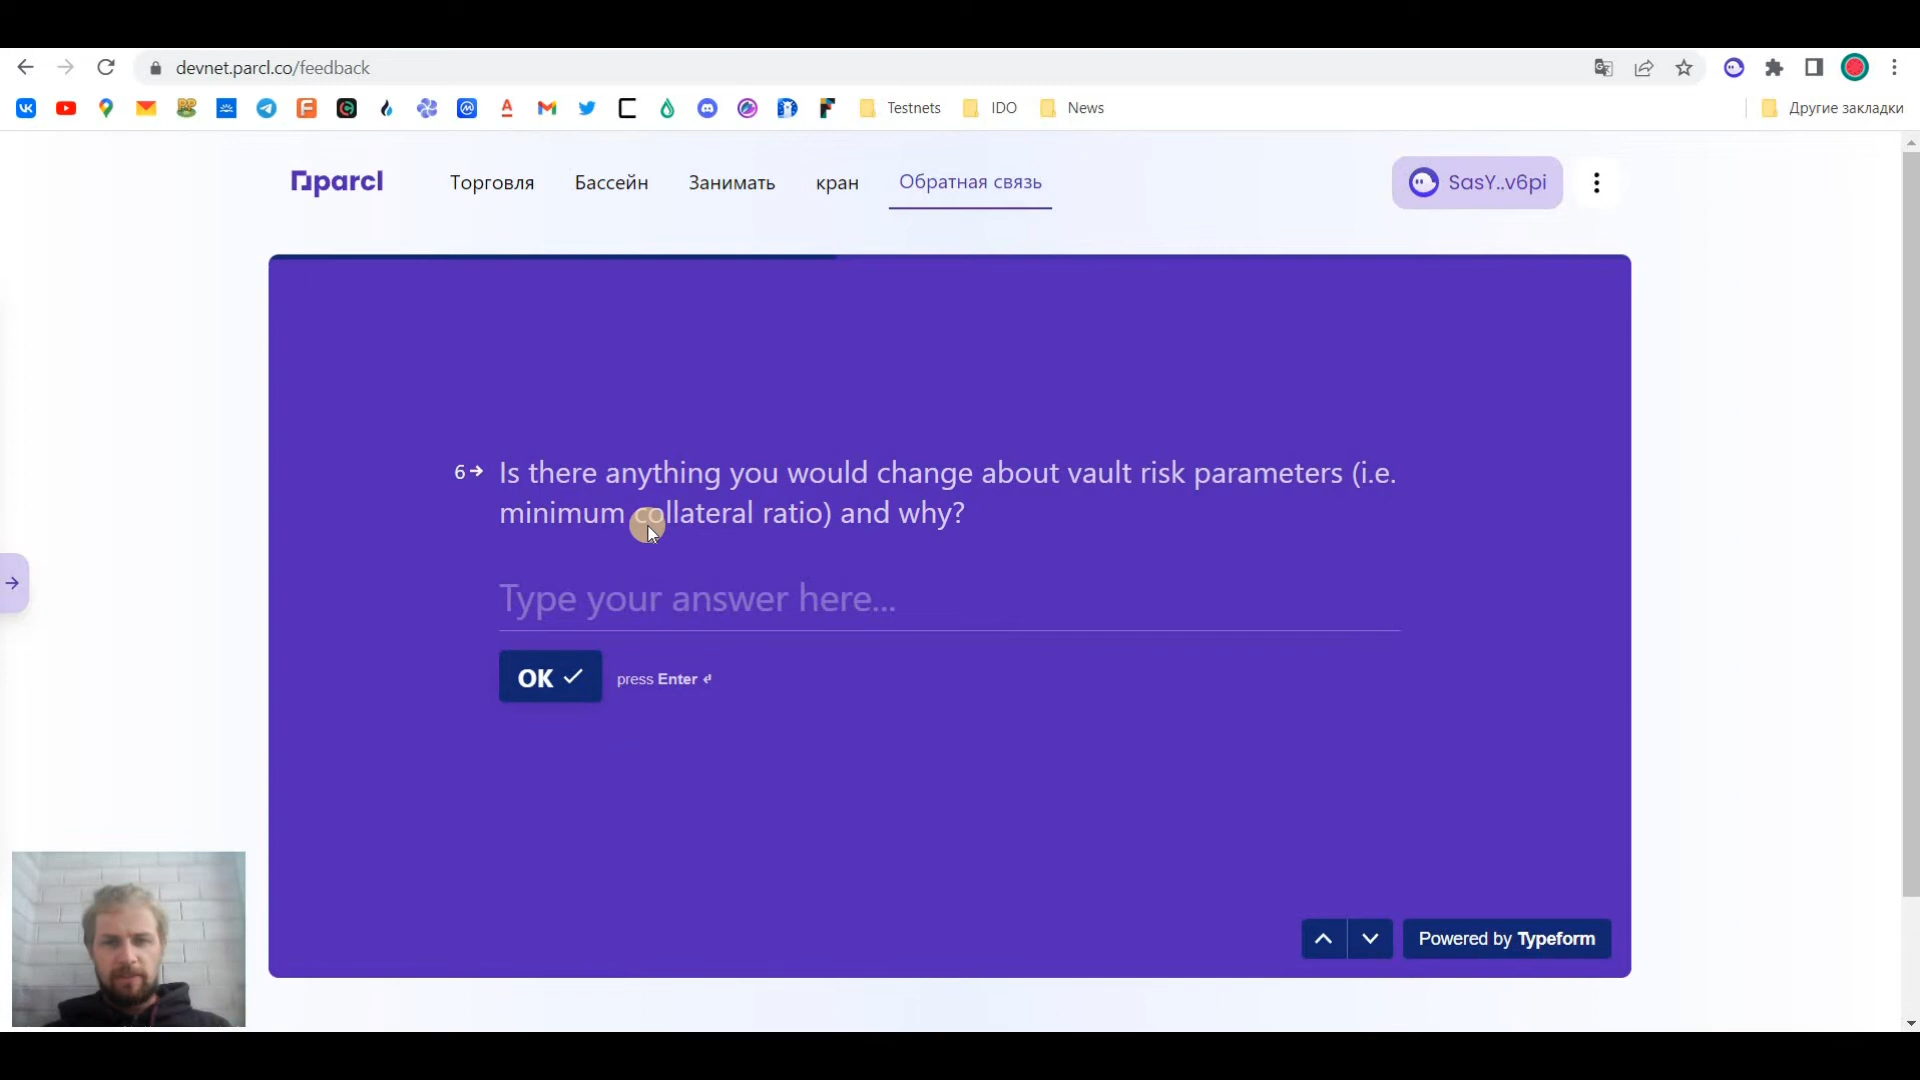 devnet.parcl.co/feedback
Testnets IDO News Другие закладки
parcl Торговля Бассейн Занимать кран Обратная связь SasY..v6pi
6 Is there anything you would change about vault risk parameters (i.e.
minimum collateral ratio) and why?
Type your answer here...
OK press Enter
Powered by Typeform